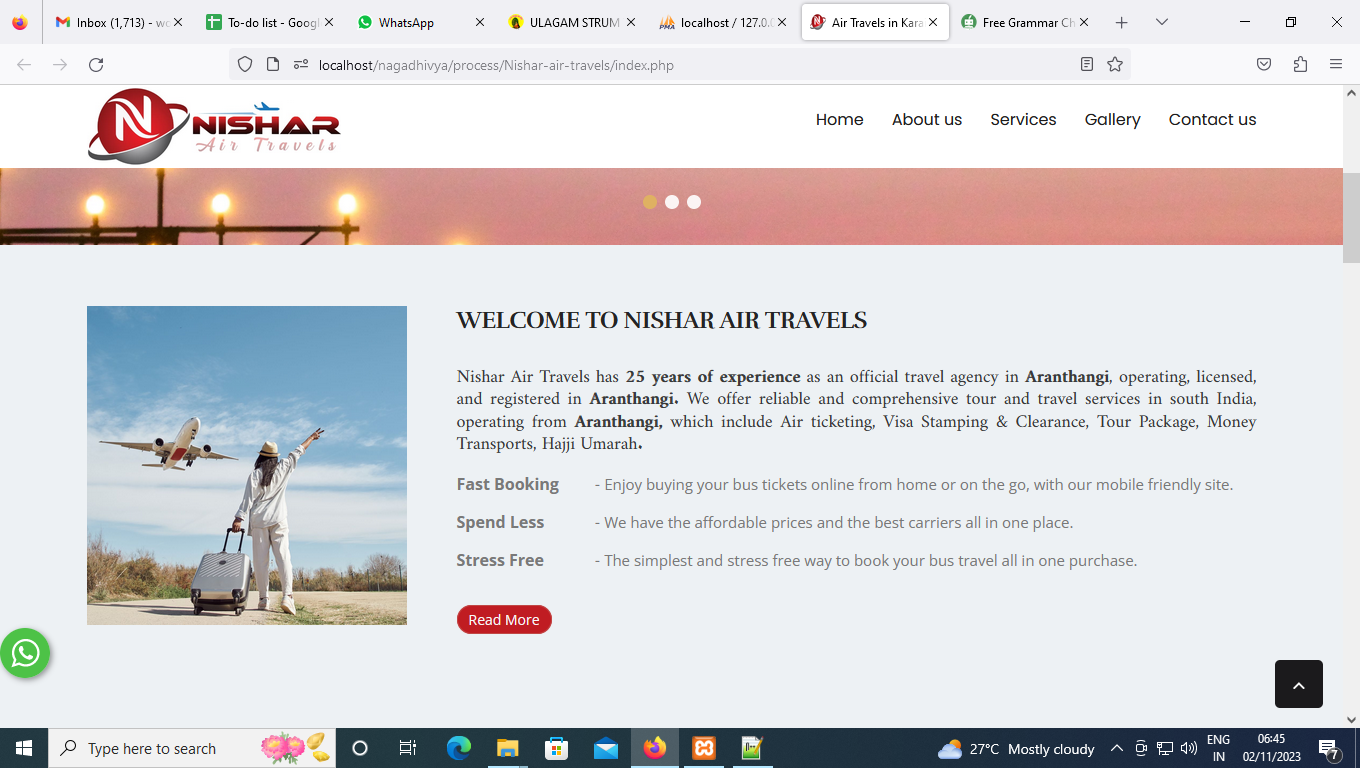 Inbox (1,713) - wo
To-do list - Googl
WhatsApp
ULAGAM STRUM
localhost / 127.0.0
Air Travels in Kara
Free Grammar Ch
localhost/nagadhivya/process/Nishar-air-travels/index.php
N
NISHAR
Air Travels
Home
About us
Services
Gallery
Contact us
WELCOME TO NISHAR AIR TRAVELS
Nishar Air Travels has 25 years of experience as an official travel agency in Aranthangi, operating, licensed,
and registered in Aranthangi. We offer reliable and comprehensive tour and travel services in south India,
operating from Aranthangi, which include Air ticketing, Visa Stamping & Clearance, Tour Package, Money
Transports, Hajji Umarah.
Fast Booking - Enjoy buying your bus tickets online from home or on the go, with our mobile friendly site.
Spend Less - We have the affordable prices and the best carriers all in one place.
Stress Free - The simplest and stress free way to book your bus travel all in one purchase.
Read More
Type here to search
27°C Mostly cloudy
ENG
IN
06:45
02/11/2023
7